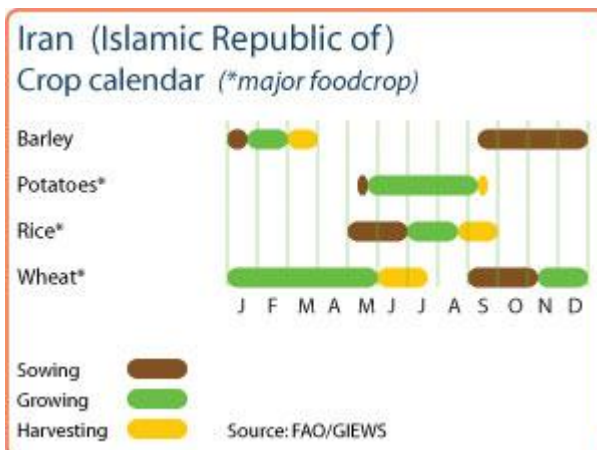 Iran (Islamic Republic of)
Crop calendar (*major foodcrop)
Barley
Potatoes*
Rice*
Wheat*
J F M A M J J A S O N D
Sowing
Growing
Harvesting
Source: FAO/GIEWS